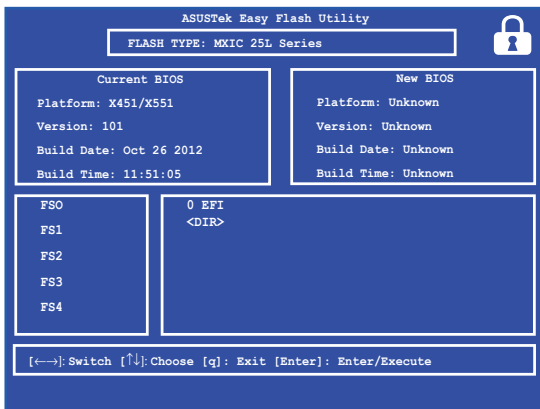 ASUSTek Easy Flash Utility
FLASH TYPE: MXIC 25L Series
Current BIOS
Platform: X451/X551
Version: 101
Build Date: Oct 26 2012
Build Time: 11:51:05
New BIOS
Platform: Unknown
Version: Unknown
Build Date: Unknown
Build Time: Unknown
FSO
FS1
FS2
FS3
FS4
0 EFI
<DIR>
[←→]: Switch [↑↓]: Choose [q]: Exit [Enter]: Enter/Execute